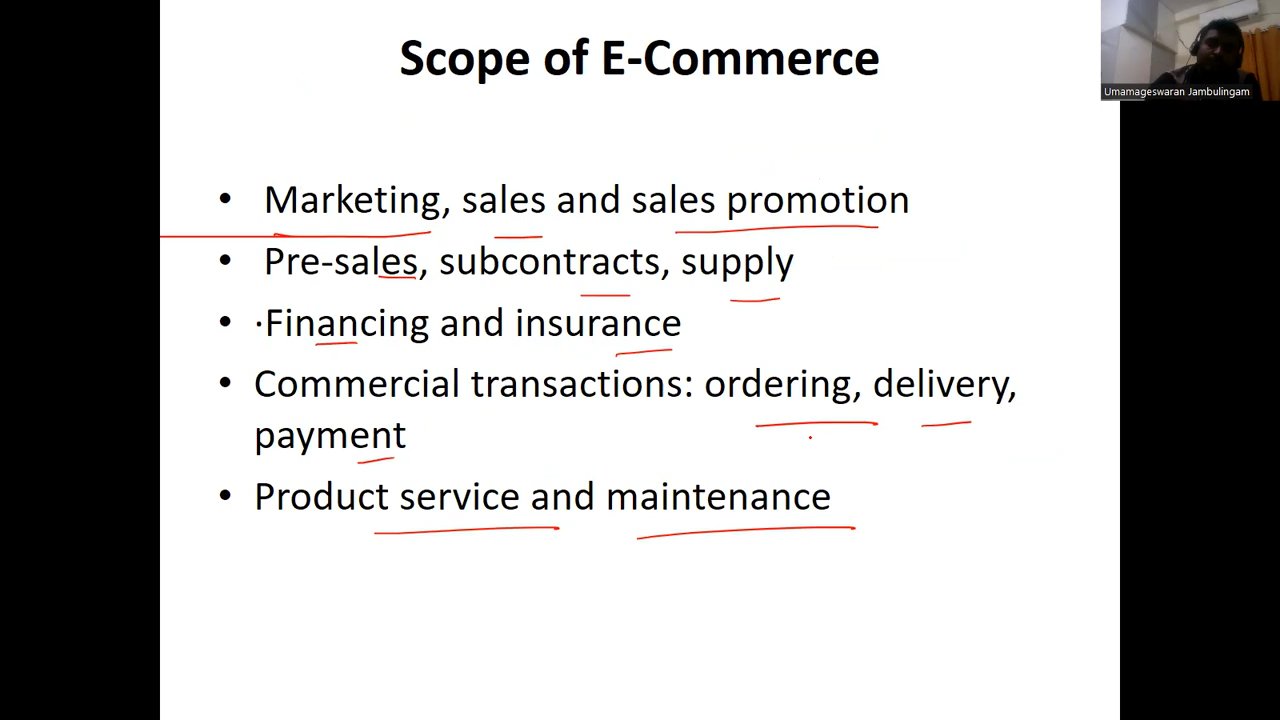 Scope of E-Commerce
Umamageswaran Jambulingam
• Marketing, sales and sales promotion
• Pre-sales, subcontracts, supply
• ·Financing and insurance
• Commercial transactions: ordering, delivery,
payment
• Product service and maintenance